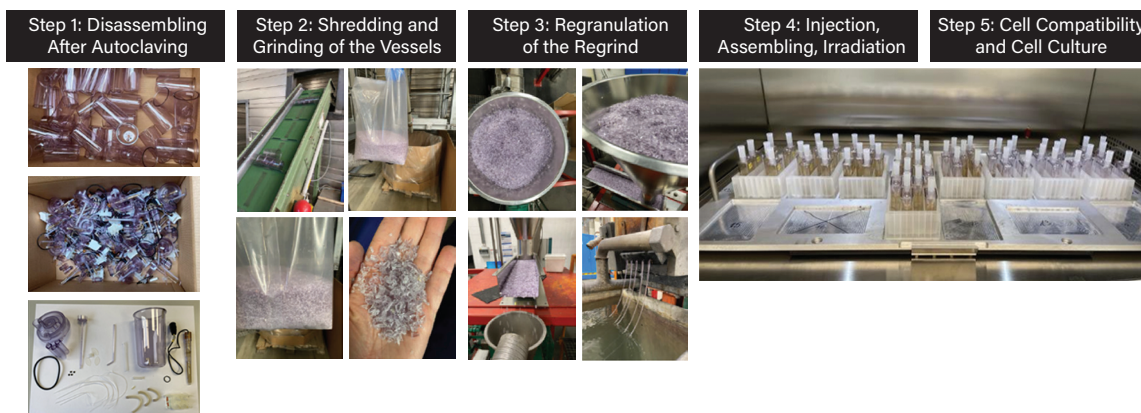 Step 1: Disassembling
After Autoclaving
Step 2: Shredding and
Grinding of the Vessels
Step 3: Regranulation
of the Regrind
Step 4: Injection,
Assembling, Irradiation
Step 5: Cell Compatibility
and Cell Culture